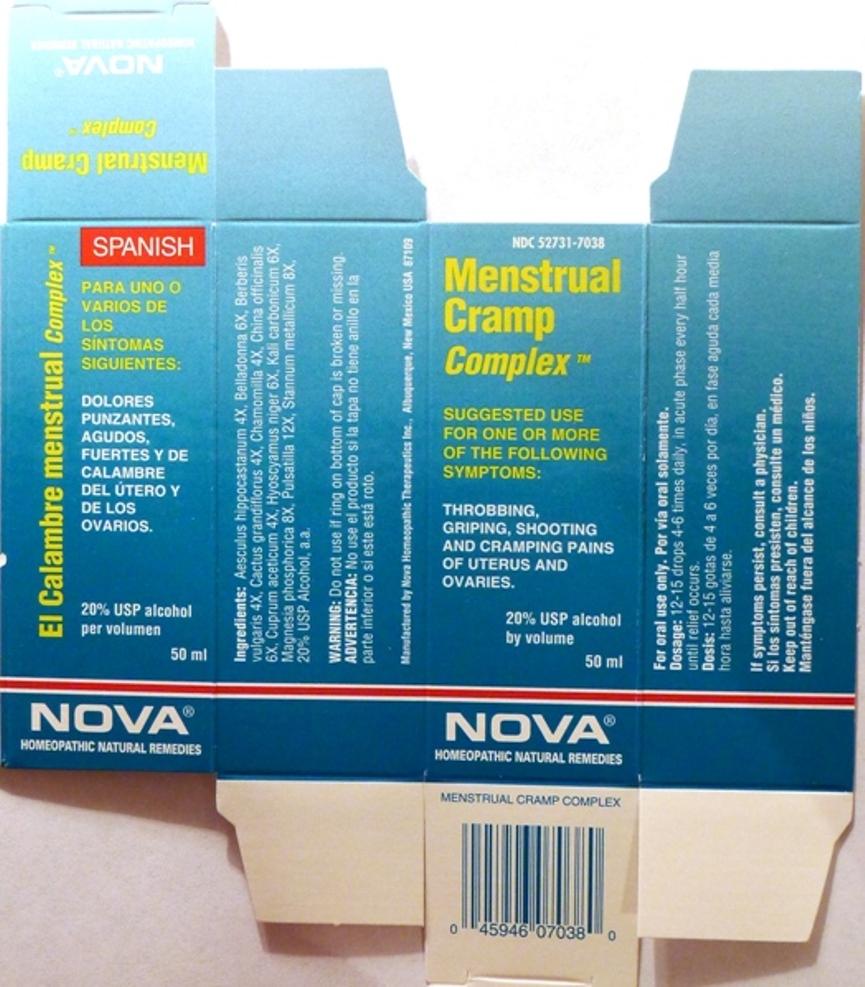 NOVA®
HOMEOPATHIC NATURAL REMEDIES
Menstrual Cramp
Complex™
El Calambre menstrual Complex™
SPANISH
PARA UNO O
VARIOS DE
LOS
SÍNTOMAS
SIGUIENTES:
DOLORES
PUNZANTES,
AGUDOS,
FUERTES Y DE
CALAMBRE
DEL ÚTERO Y
DE LOS
OVARIOS.
20% USP alcohol
per volumen
50 ml
NOVA®
HOMEOPATHIC NATURAL REMEDIES
Ingredients: Aesculus hippocastanum 4X, Belladonna 6X, Berberis
vulgaris 4X, Cactus grandiflorus 4X, Chamomilla 4X, China officinalis
6X, Cuprum aceticum 4X, Hyoscyamus niger 6X, Kali carbonicum 6X,
Magnesia phosphorica 8X, Pulsatilla 12X, Stannum metallicum 8X,
20% USP Alcohol, a.a.
WARNING: Do not use if ring on bottom of cap is broken or missing.
ADVERTENCIA: No use el producto si la tapa no tiene anillo en la
parte inferior o si este está roto.
Manufactured by Nova Homeopathic Therapeutics Inc., Albuquerque, New Mexico USA 87109
NDC 52731-7038
Menstrual
Cramp
Complex™
SUGGESTED USE
FOR ONE OR MORE
OF THE FOLLOWING
SYMPTOMS:
THROBBING,
GRIPING, SHOOTING
AND CRAMPING PAINS
OF UTERUS AND
OVARIES.
20% USP alcohol
by volume
50 ml
NOVA®
HOMEOPATHIC NATURAL REMEDIES
MENSTRUAL CRAMP COMPLEX
0 45946 07038 0
For oral use only. Por vía oral solamente.
Dosage: 12-15 drops 4-6 times daily, in acute phase every half hour
until relief occurs.
Dosis: 12-15 gotas de 4 a 6 veces por día, en fase aguda cada media
hora hasta aliviarse.
If symptoms persist, consult a physician.
Si los síntomas presisten, consulte un médico.
Keep out of reach of children.
Manténgase fuera del alcance de los niños.